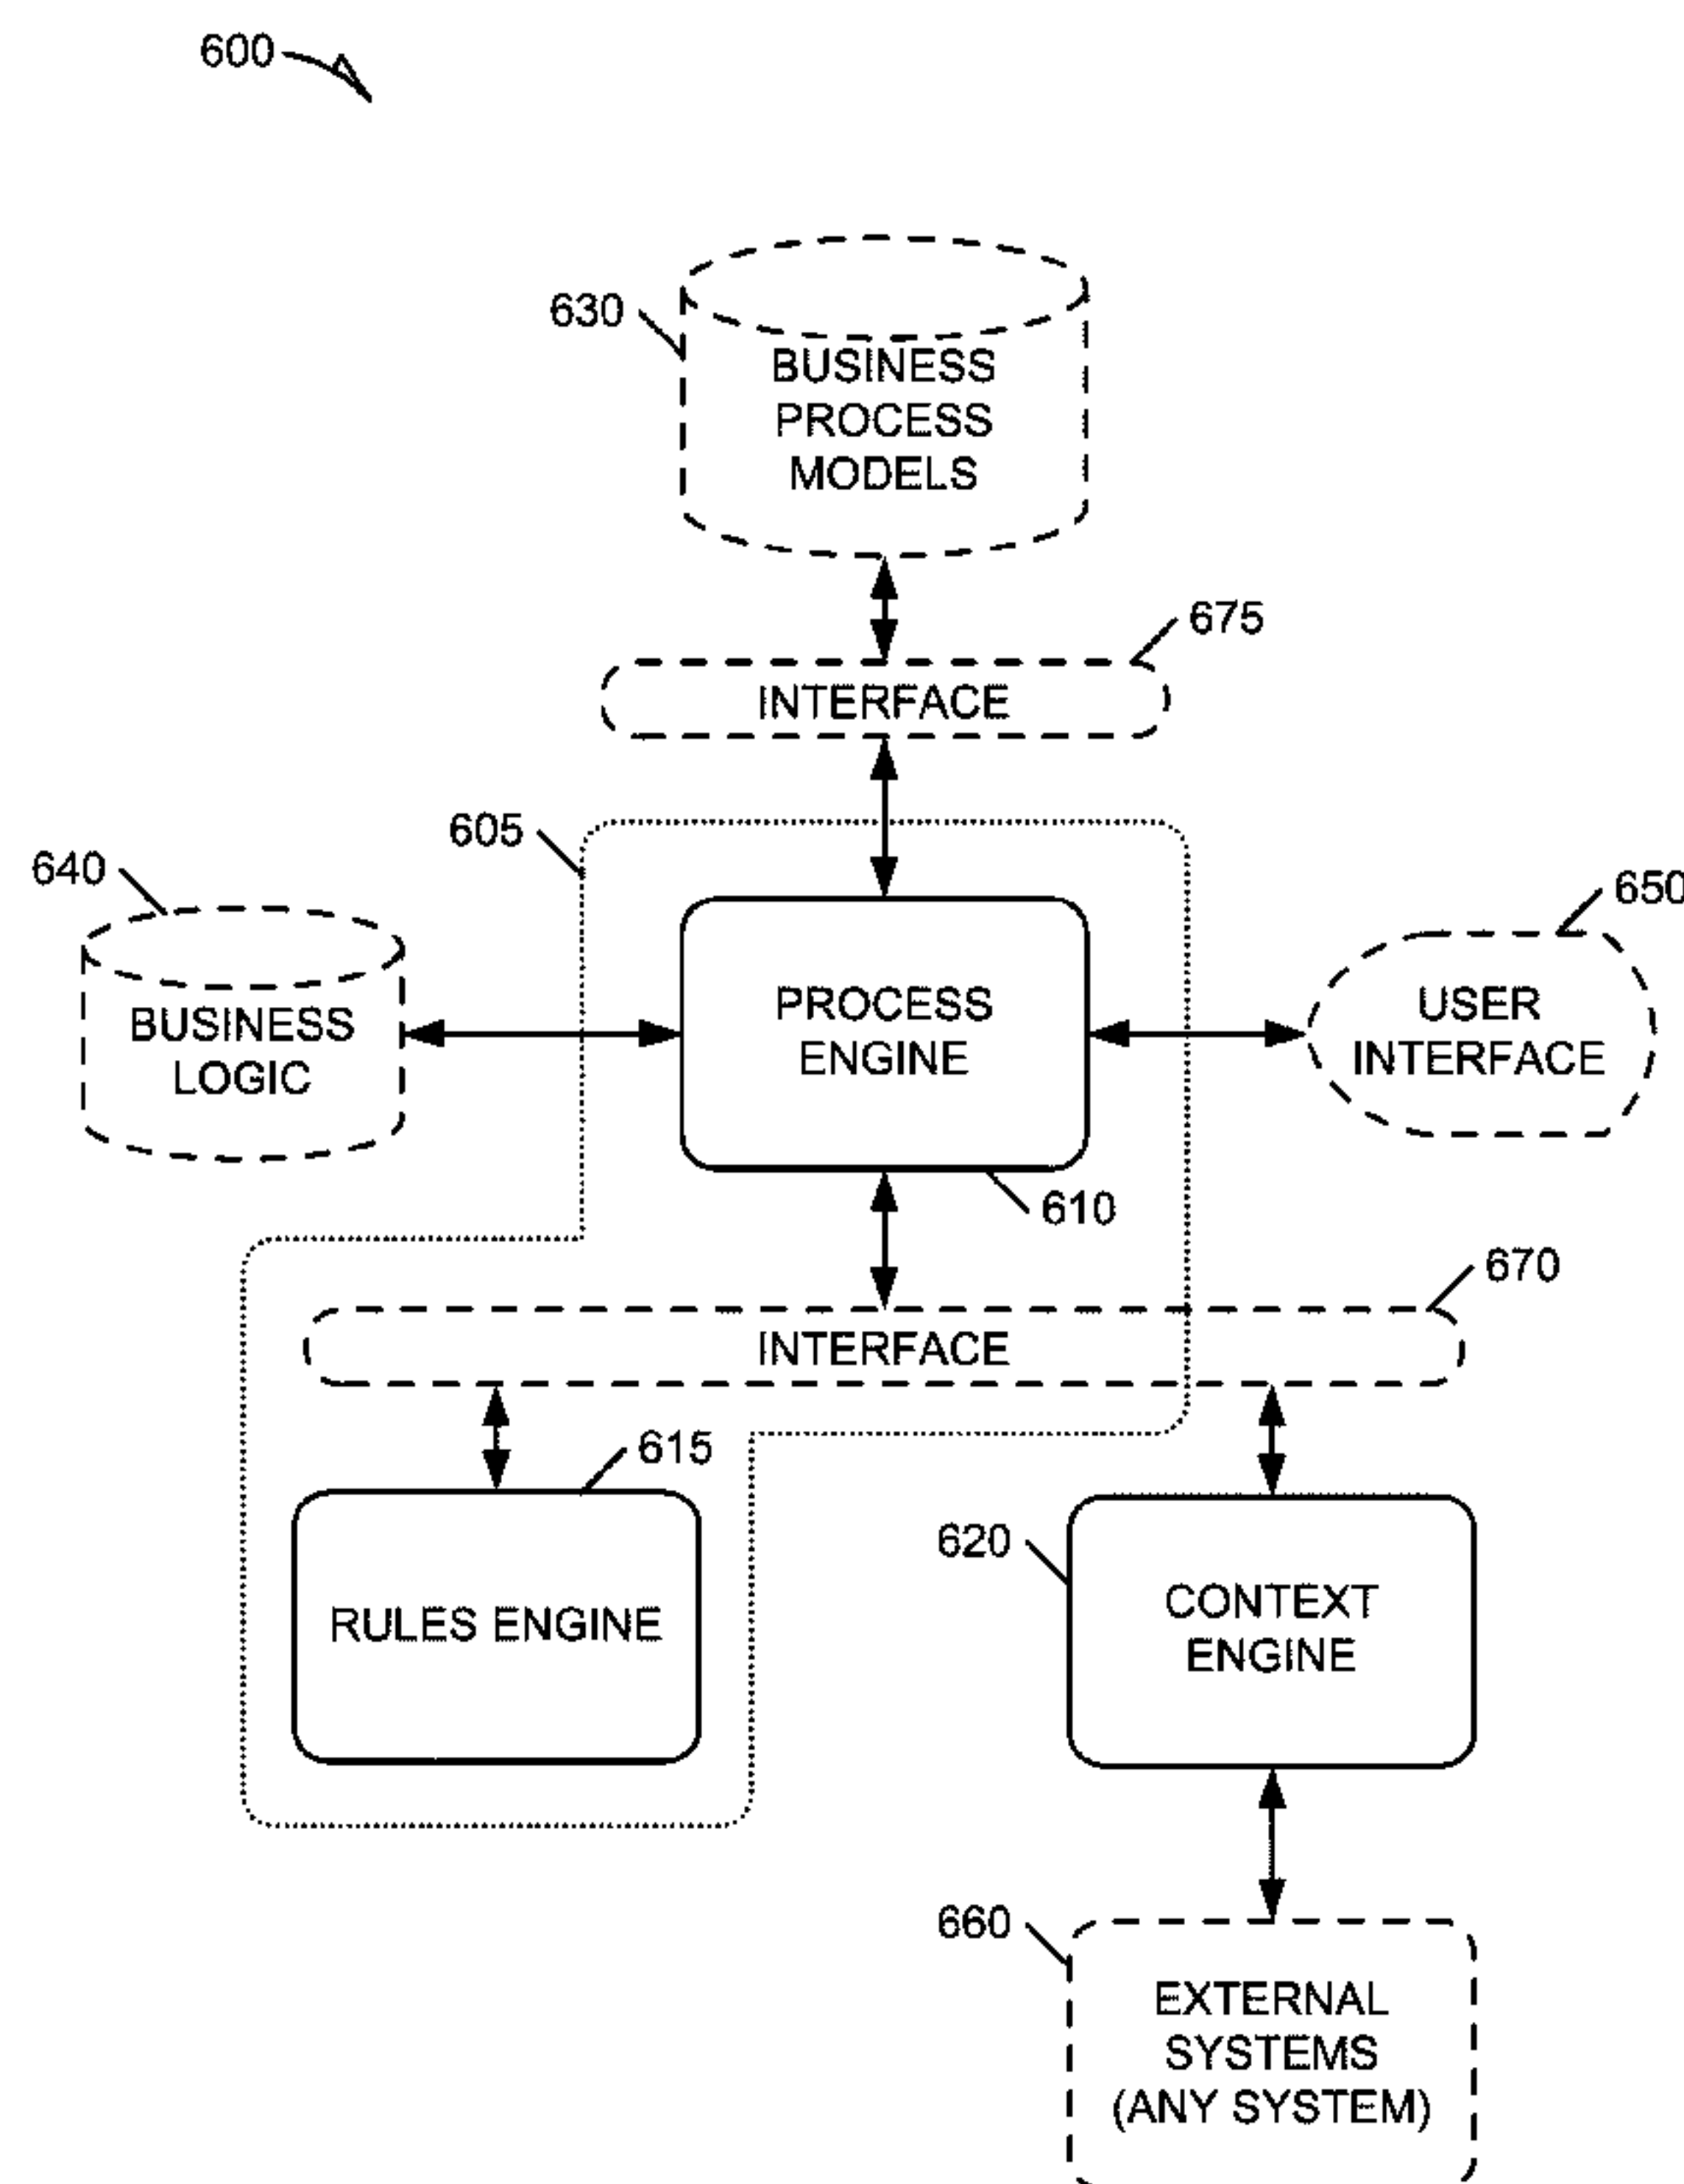 600
630
BUSINESS
PROCESS
MODELS
675
INTERFACE
605
640
BUSINESS
LOGIC
PROCESS
ENGINE
650
USER
INTERFACE
610
670
INTERFACE
615
RULES ENGINE
620
CONTEXT
ENGINE
660
EXTERNAL
SYSTEMS
(ANY SYSTEM)